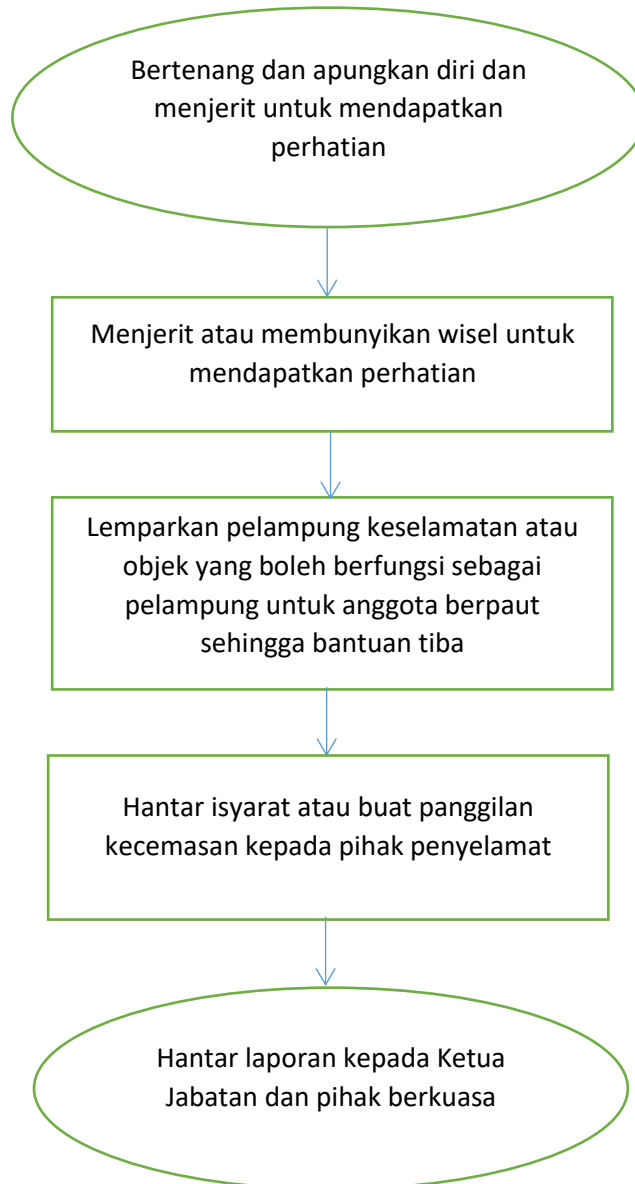 Bertenang dan apungkan diri dan
menjerit untuk mendapatkan
perhatian
Menjerit atau membunyikan wisel untuk
mendapatkan perhatian
Lemparkan pelampung keselamatan atau
objek yang boleh berfungsi sebagai
pelampung untuk anggota berpaut
sehingga bantuan tiba
Hantar isyarat atau buat panggilan
kecemasan kepada pihak penyelamat
Hantar laporan kepada Ketua
Jabatan dan pihak berkuasa